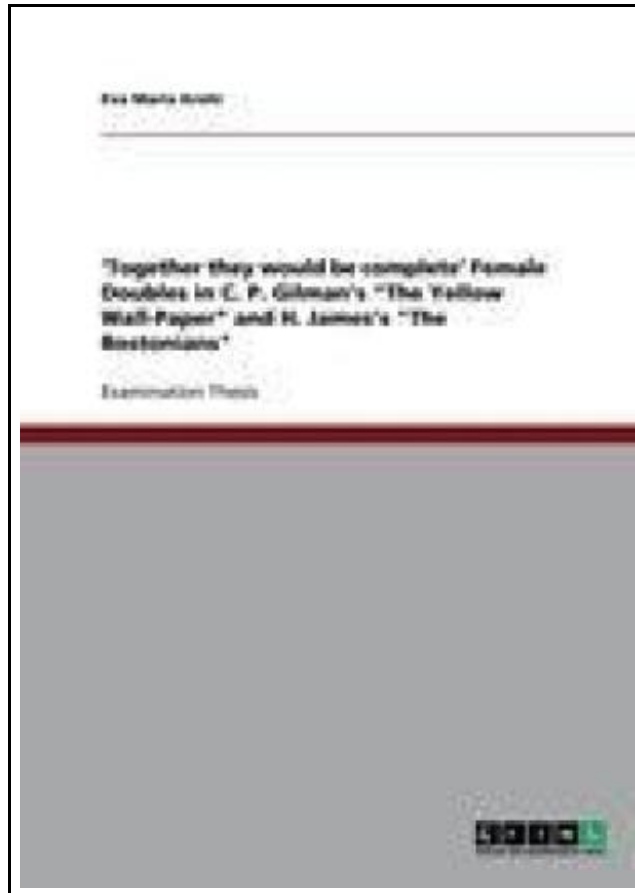 Eva Maria
'Together they would be complete' Female
Doubles in C. P. Gilman's "The Yellow
Wall-Paper" and H. James's "The
Bostonians"
Examination Thesis